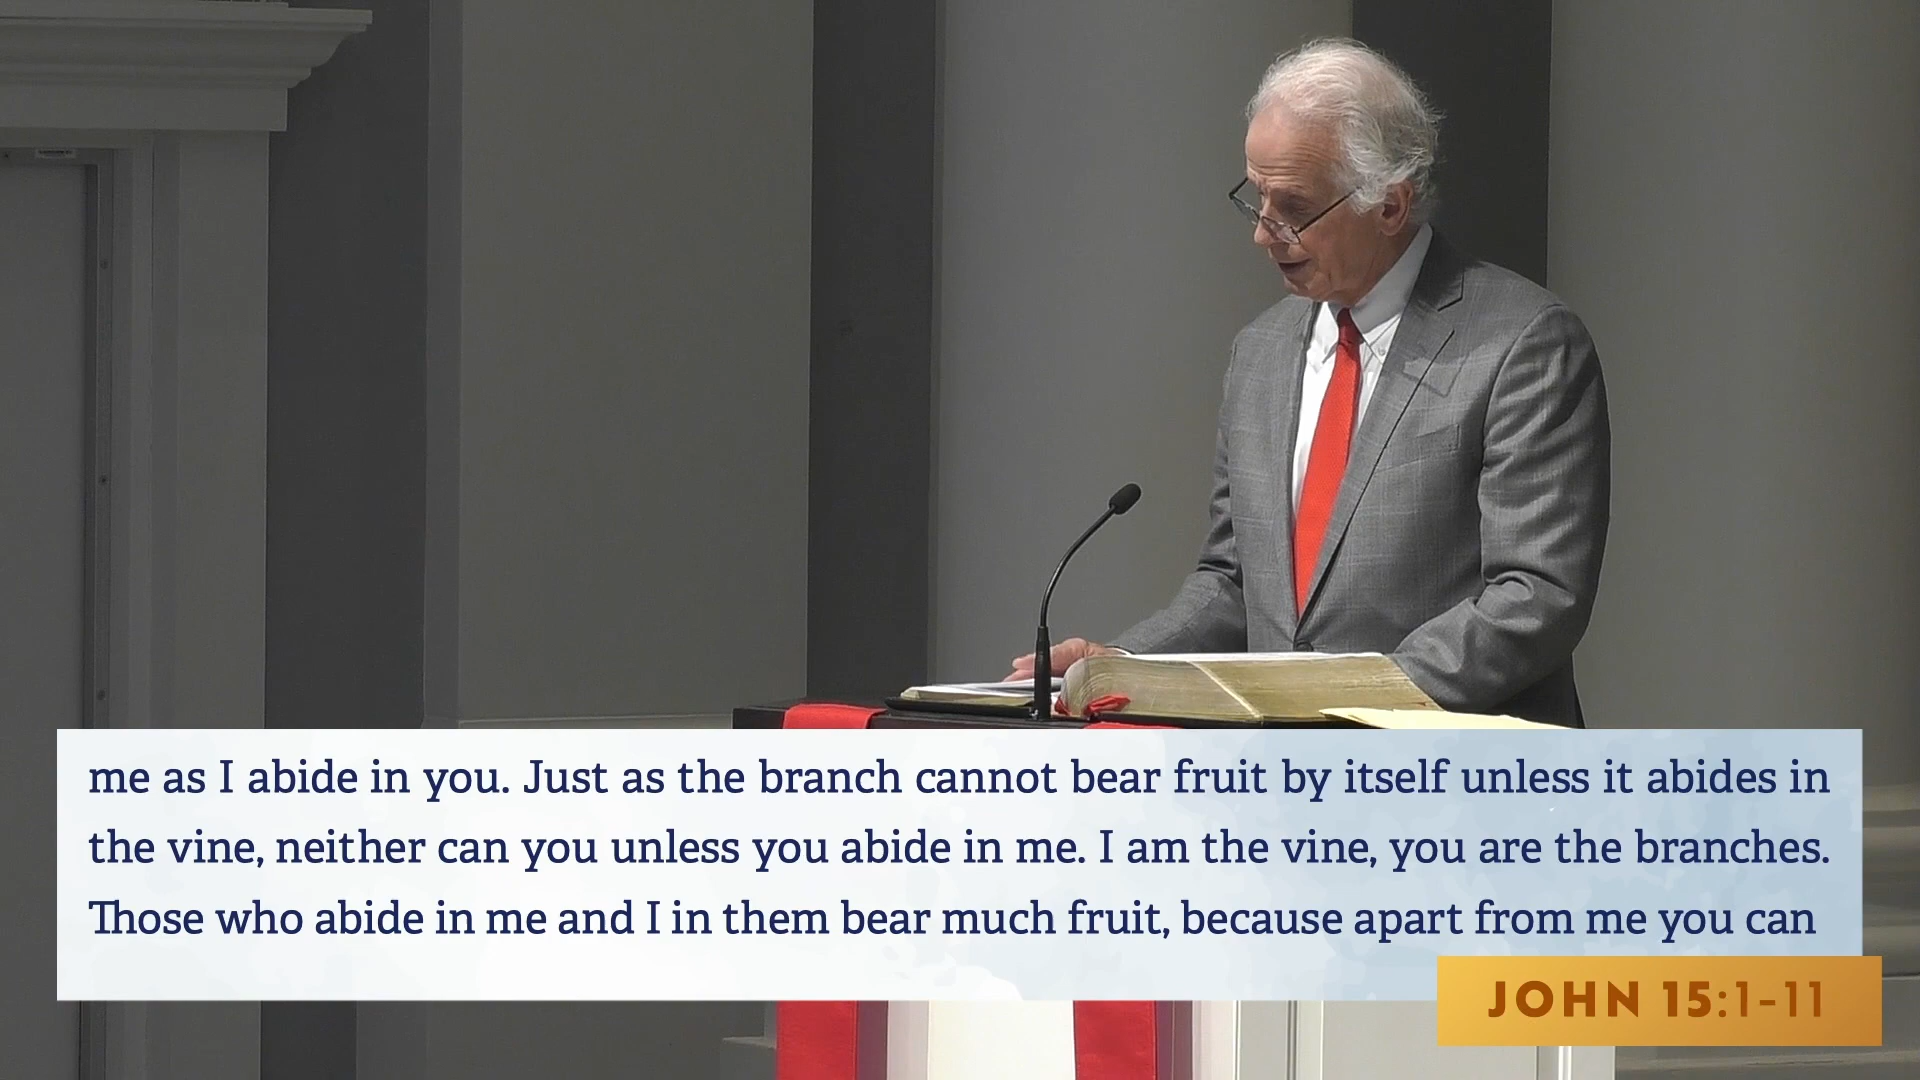 me as I abide in you. Just as the branch cannot bear fruit by itself unless it abides in
the vine, neither can you unless you abide in me. I am the vine, you are the branches.
Those who abide in me and I in them bear much fruit, because apart from me you can
JOHN 15:1-11